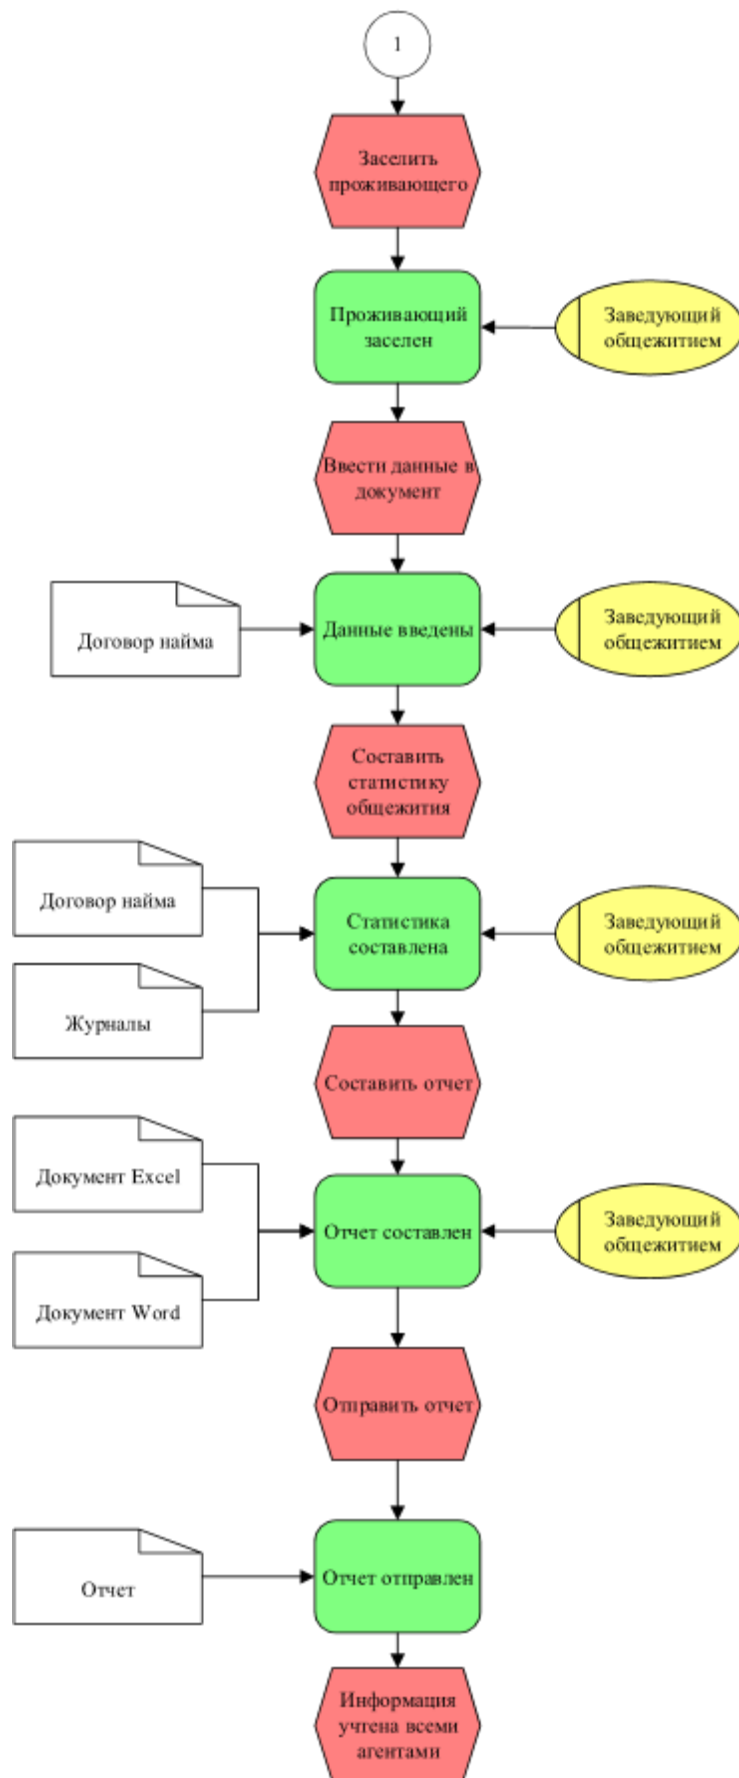 1
Заселить
проживающего
Проживающий
заселен
Заведующий
общежитием
Ввести данные в
документ
Договор найма
Данные введены
Заведующий
общежитием
Составить
статистику
общежития
Договор найма
Журналы
Статистика
составлена
Заведующий
общежитием
Составить отчет
Документ Excel
Документ Word
Отчет составлен
Заведующий
общежитием
Отправить отчет
Отчет
Отчет отправлен
Информация
учтена всеми
агентами